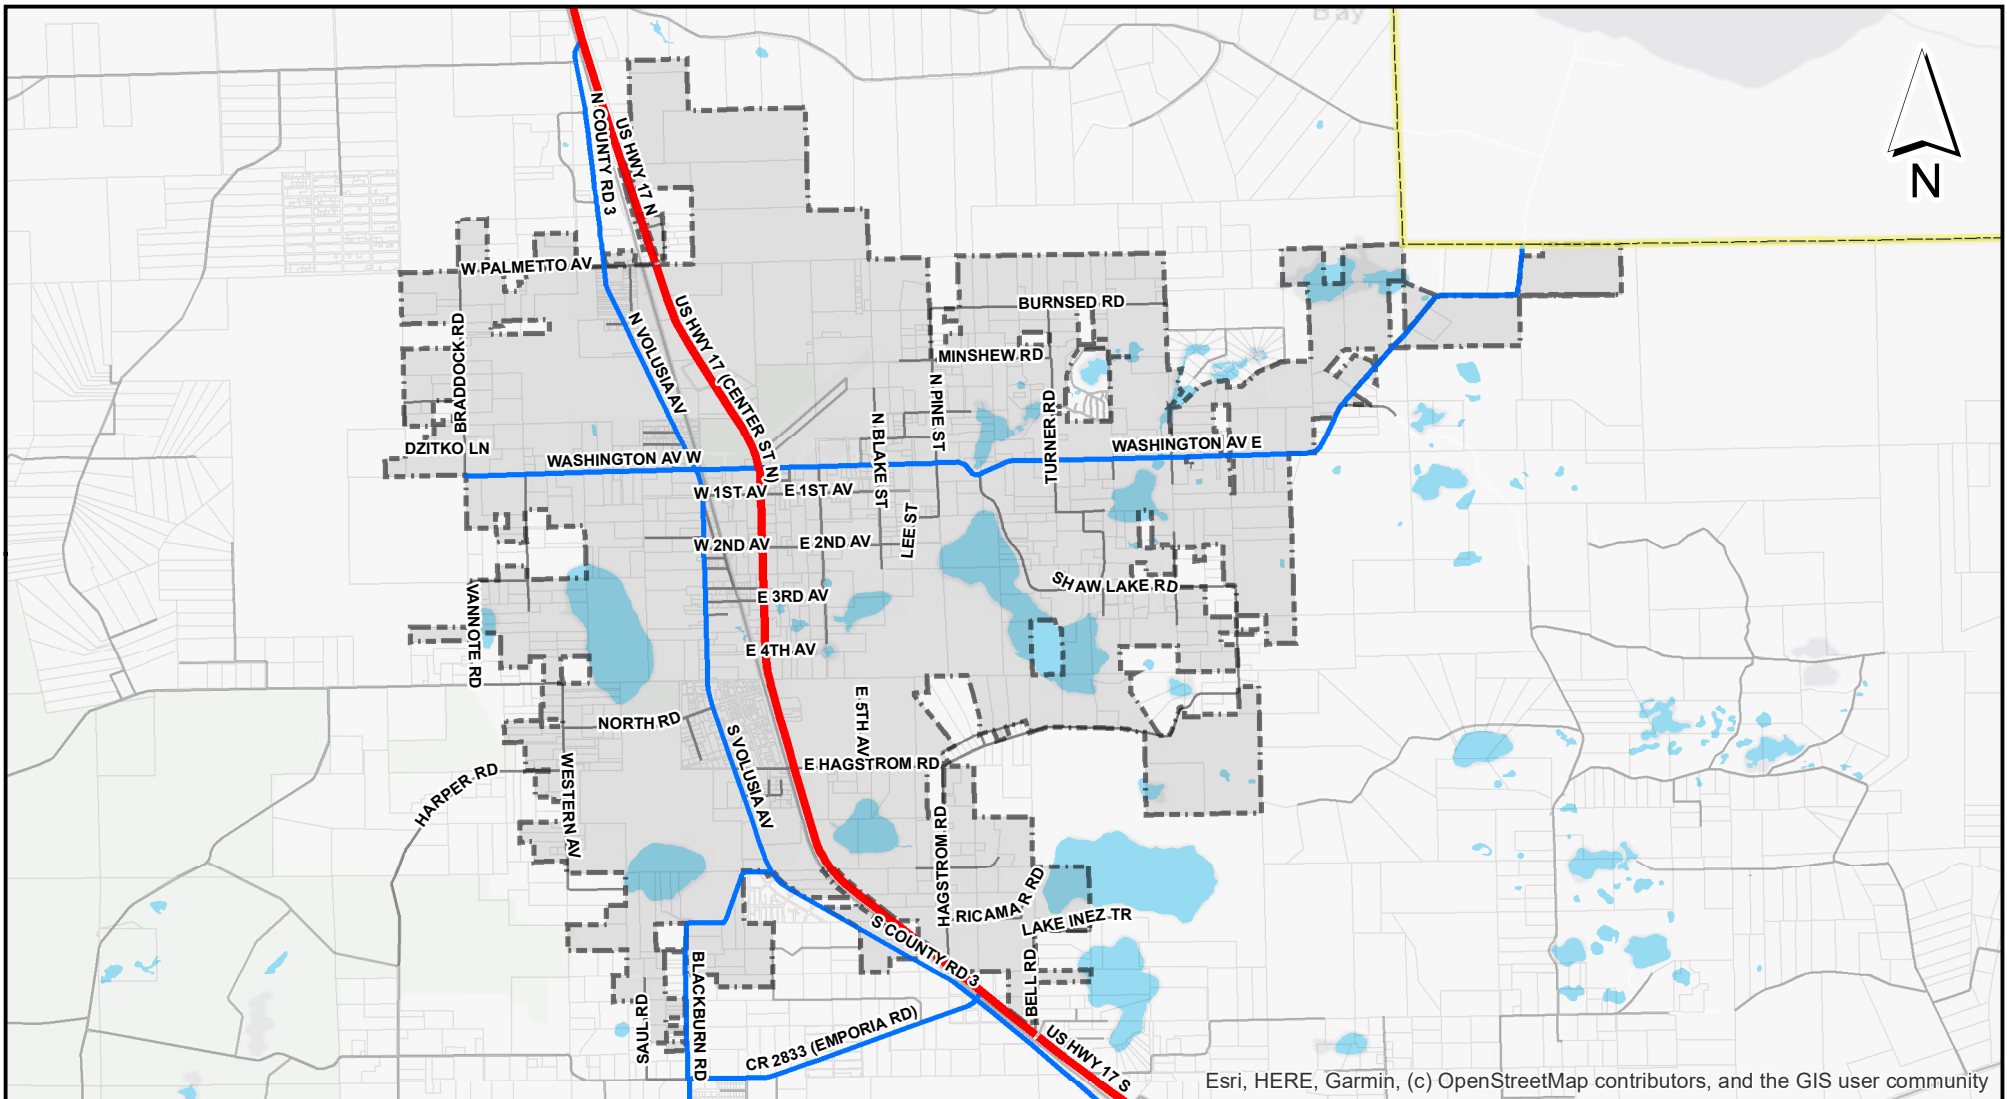 Bay
N
N COUNTY RD 3
US HWY 17 N
W PALMETTO AV
BRADDOCK RD
N VOLUSIA AV
US HWY 17 (CENTER ST N)
BURNSED RD
MINSHEW RD
N PINE ST
TURNER RD
N BLAKE ST
DZITKO LN
WASHINGTON AV W
WASHINGTON AV E
W 1ST AV
E 1ST AV
LEE ST
W 2ND AV
E 2ND AV
SHAW LAKE RD
VANNOTE RD
E 3RD AV
E 4TH AV
E 5TH AV
NORTH RD
S VOLUSIA AV
E HAGSTROM RD
HARPER RD
WESTERN AV
HAGSTROM RD
RICAMAR RD
LAKE INEZ TR
S COUNTY RD 3
BELL RD
SAUL RD
BLACKBURN RD
CR 2833 (EMPORIA RD)
US HWY 17 S
Esri, HERE, Garmin, (c) OpenStreetMap contributors, and the GIS user community